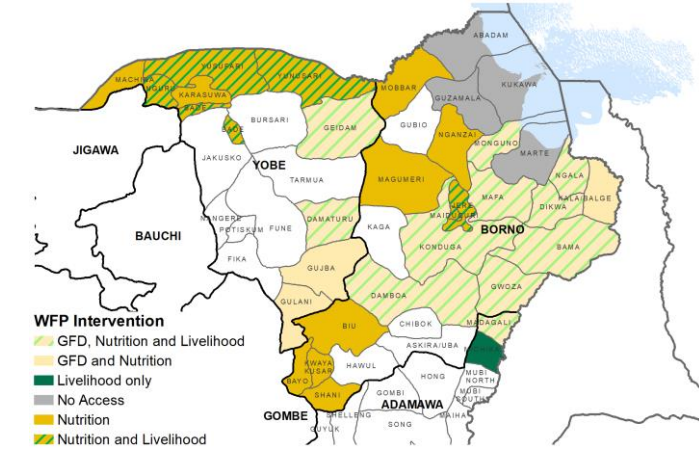 ABADAM
YUSUFARI
YUNUSARI
MACHINA
NGURU
KARASUWA
MOBBAR
KUKAWA
GUZAMALA
BADE
BURSARI
GEIDAM
GUBIO
NGANZAI
MONGUNO
MARTE
JIGAWA
JAKUSKO
YOBE
TARMUA
MAGUMERI
NGALA
KALA/BALGE
MAFA
DIKWA
JERE
MAIDUGURI
BORNO
NANGERE
POTISKUM
FUNE
DAMATURU
KAGA
KONDUGA
BAMA
BAUCHI
FIKA
GUJBA
GULANI
DAMBOA
GWOZA
MADAGALI
BIU
CHIBOK
ASKIRA/UBA
KWAYA
KUSAR
HAWUL
BAYO
SHANI
HONG
MUBI
NORTH
MUBI
SOUTH
GOMBI
GOMBE
ADAMAWA
MAIHA
SHELLENG
SONG
GUYUK
WFP Intervention
GFD, Nutrition and Livelihood
GFD and Nutrition
Livelihood only
No Access
Nutrition
Nutrition and Livelihood